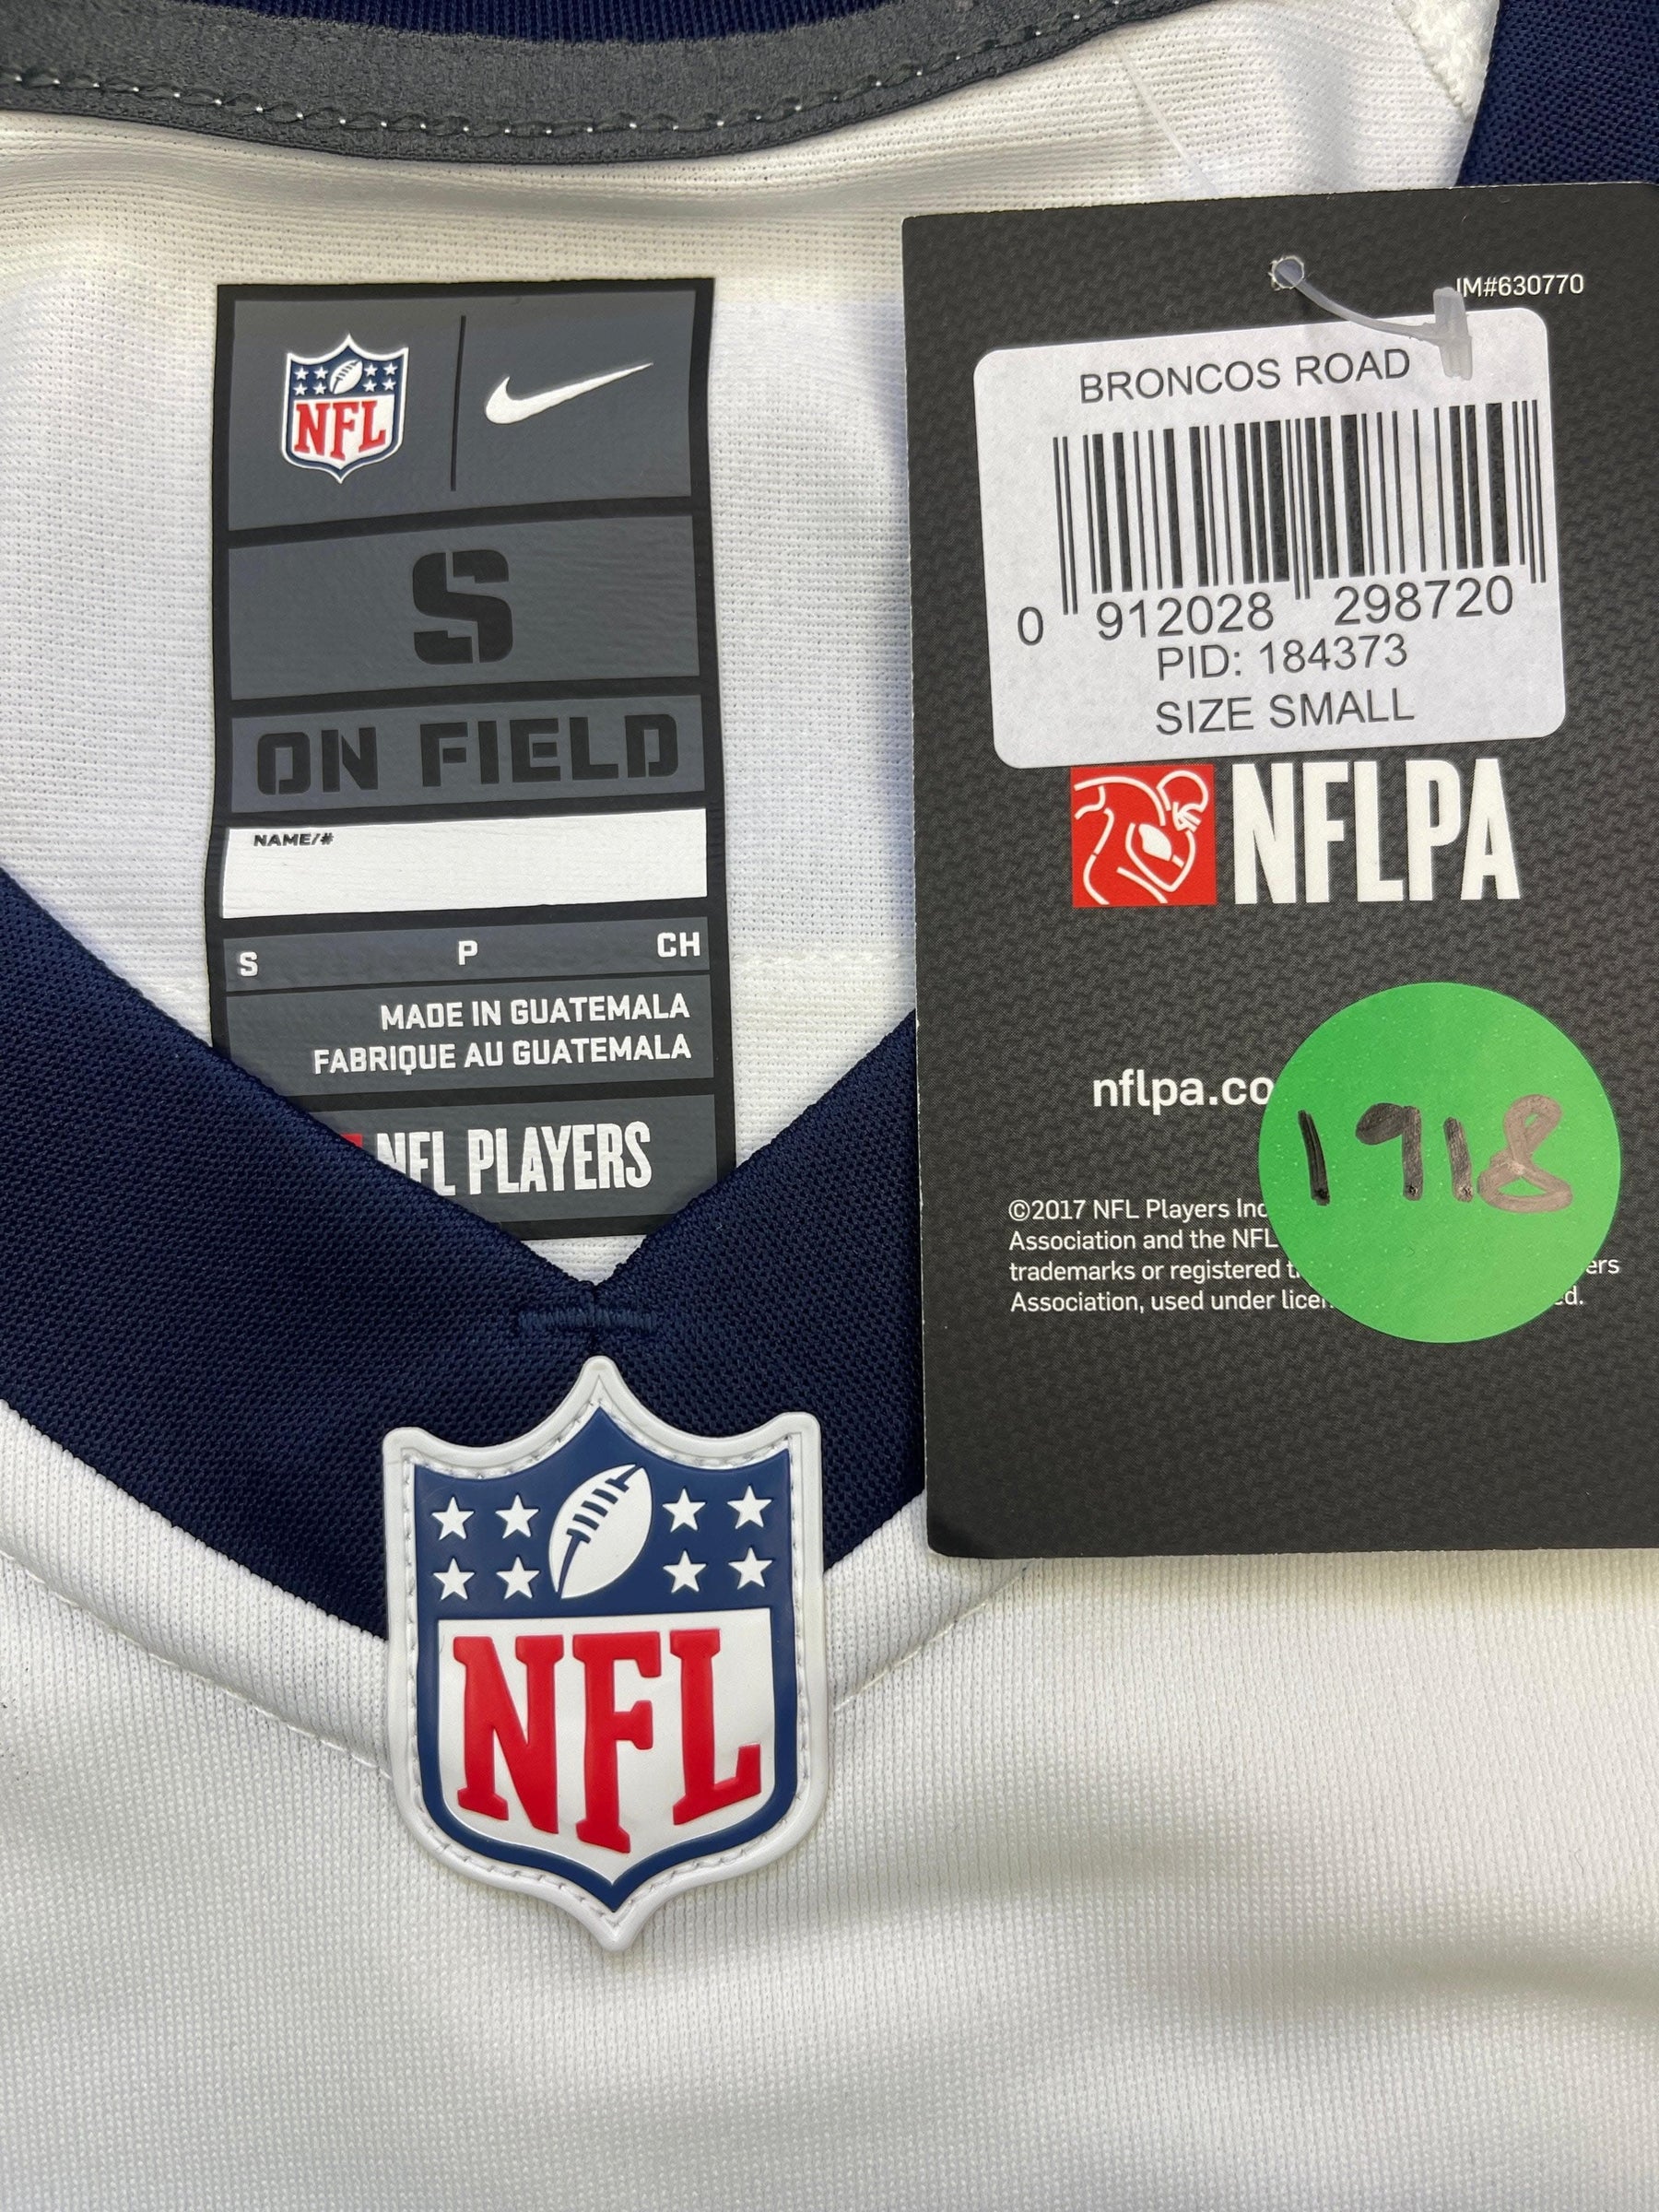 NFL
S
ON FIELD
NAME/#
S P CH
MADE IN GUATEMALA
FABRIQUE AU GUATEMALA
NFL PLAYERS
NFL
IM#630770
BRONCOS ROAD
0 912028 298720
PID: 184373
SIZE SMALL
NFLPA
nflpa.co
1918
©2017 NFL Players Inc
Association and the NFL
trademarks or registered t ers
Association, used under licen ed.